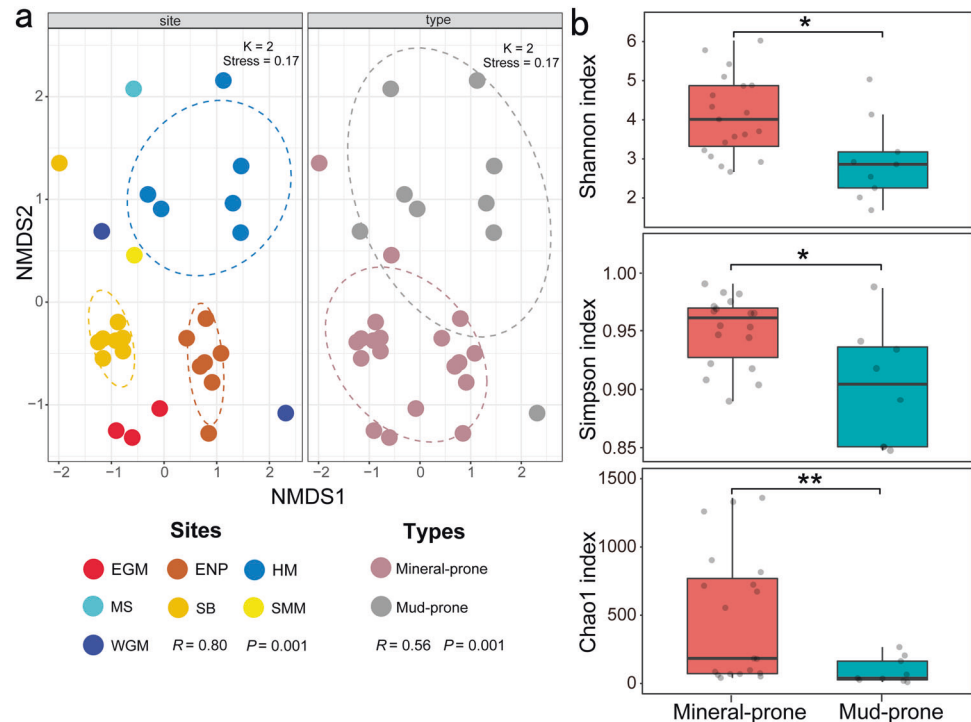 a
site
type
K = 2
Stress = 0.17
K = 2
Stress = 0.17
NMDS2
2
1
0
−1
−2
−1
0
1
2
−2
−1
0
1
2
NMDS1
Sites
Types
EGM
ENP
HM
Mineral-prone
MS
SB
SMM
Mud-prone
WGM
R = 0.80 P = 0.001
R = 0.56 P = 0.001
b
*
Shannon index
6
5
4
3
2
*
Simpson index
1.00
0.95
0.90
0.85
**
Chao1 index
1500
1000
500
0
Mineral-prone
Mud-prone